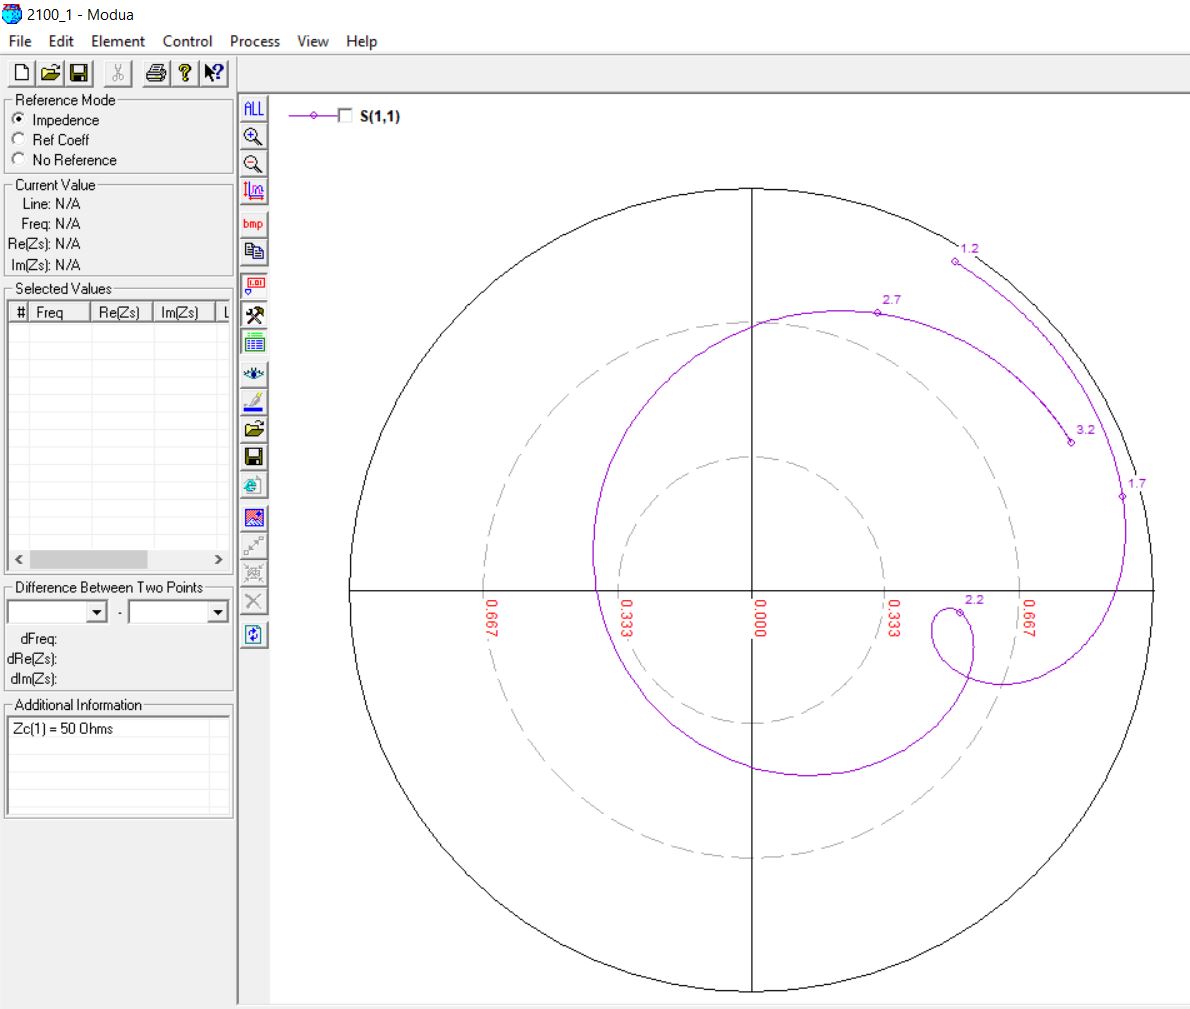 2100_1 - Modua
File Edit Element Control Process View Help
Reference Mode
Impedence
Ref Coeff
No Reference
Current Value
Line: N/A
Freq: N/A
Re(Zs): N/A
Im(Zs): N/A
Selected Values
# Freq Re(Zs) Im(Zs) L
Difference Between Two Points
-
dFreq:
dRe(Zs):
dIm(Zs):
Additional Information
Zc(1) = 50 Ohms
ALL
bmp
1.01
S(1,1)
1.2
2.7
3.2
1.7
2.2
0.667
0.333
0.000
0.333
0.667